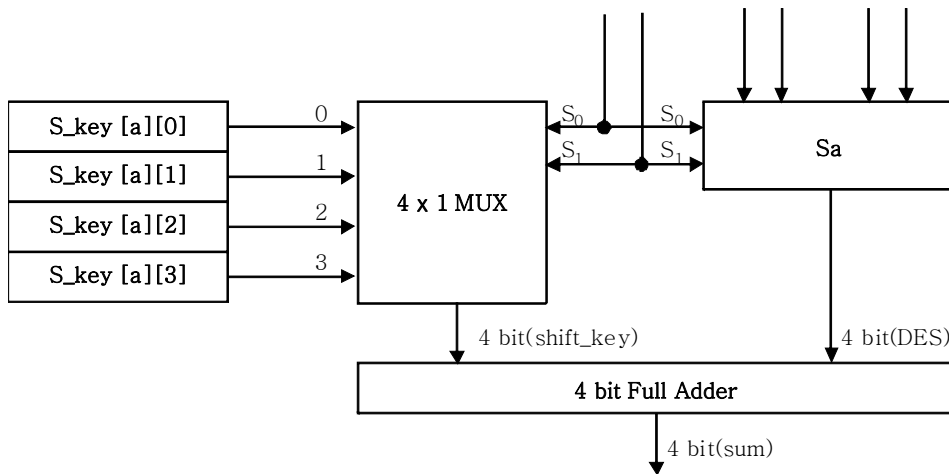 S_key [a][0]
S_key [a][1]
S_key [a][2]
S_key [a][3]
0
1
2
3
4 x 1 MUX
S0
S0
S1
S1
Sa
4 bit(shift_key)
4 bit(DES)
4 bit Full Adder
4 bit(sum)